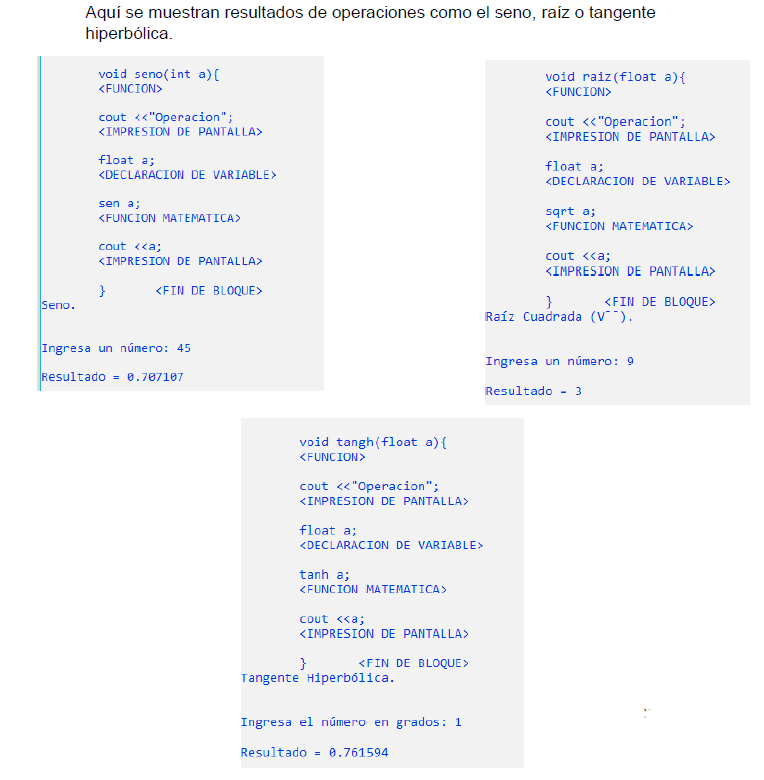 Aquí se muestran resultados de operaciones como el seno, raíz o tangente
hiperbólica.
void seno(int a){
<FUNCION>
cout <<"Operacion";
<IMPRESION DE PANTALLA>
float a;
<DECLARACION DE VARIABLE>
sen a;
<FUNCION MATEMATICA>
cout <<a;
<IMPRESION DE PANTALLA>
} <FIN DE BLOQUE>
Seno.
Ingresa un número: 45
Resultado = 0.707107
void raiz(float a){
<FUNCION>
cout <<"Operacion";
<IMPRESION DE PANTALLA>
float a;
<DECLARACION DE VARIABLE>
sqrt a;
<FUNCION MATEMATICA>
cout <<a;
<IMPRESION DE PANTALLA>
} <FIN DE BLOQUE>
Raíz Cuadrada (V¯¯).
Ingresa un número: 9
Resultado = 3
void tangh(float a){
<FUNCION>
cout <<"Operacion";
<IMPRESION DE PANTALLA>
float a;
<DECLARACION DE VARIABLE>
tanh a;
<FUNCION MATEMATICA>
cout <<a;
<IMPRESION DE PANTALLA>
} <FIN DE BLOQUE>
Tangente Hiperbólica.
Ingresa el número en grados: 1
Resultado = 0.761594